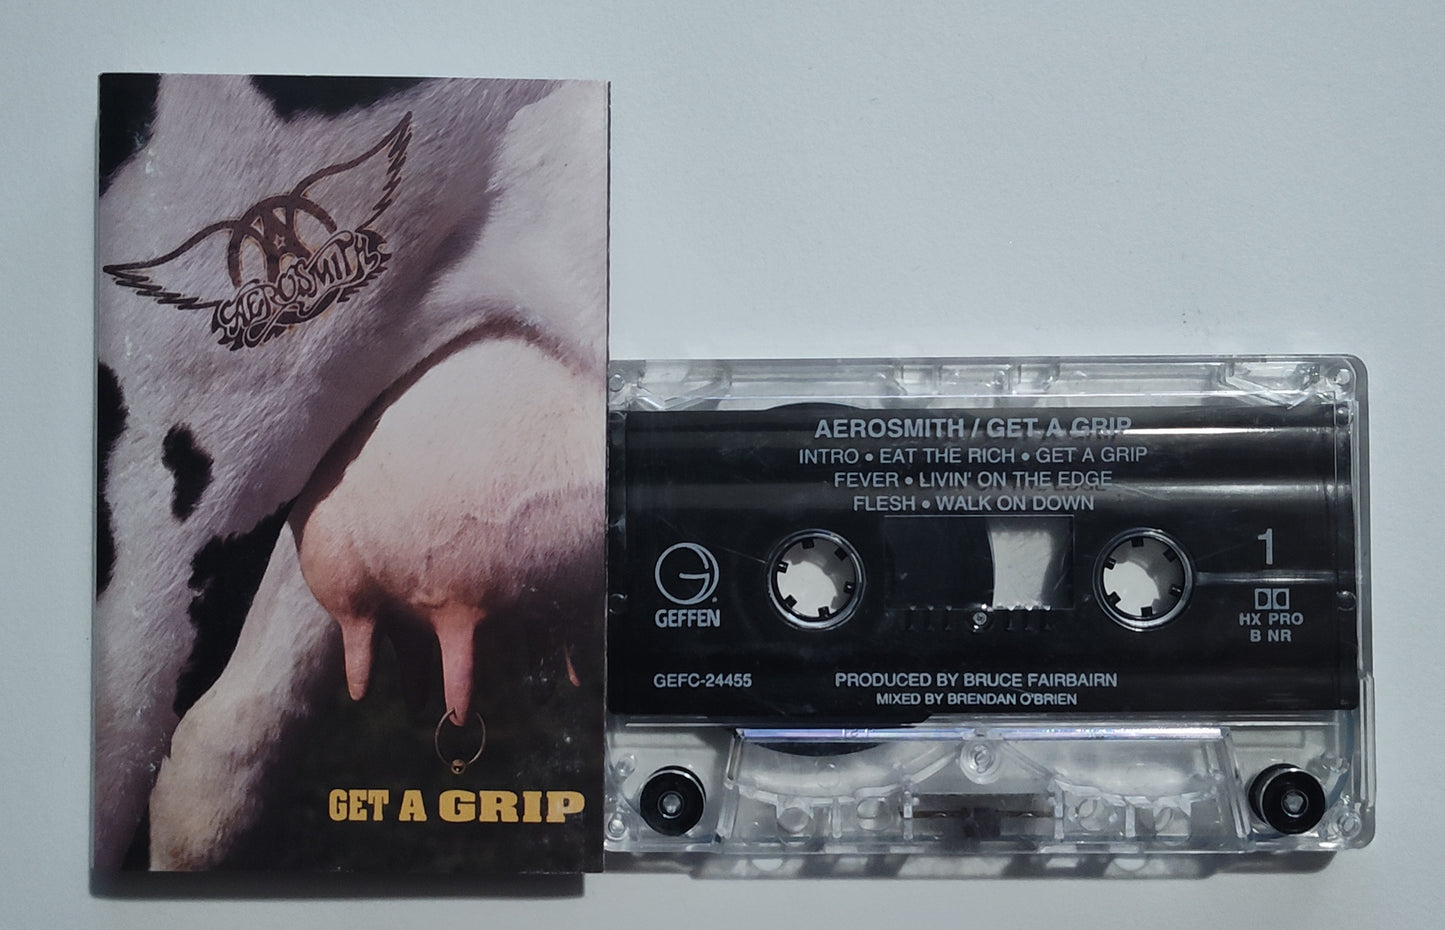 AEROSMITH
GET A GRIP
AEROSMITH / GET A GRIP
INTRO • EAT THE RICH • GET A GRIP
FEVER • LIVIN' ON THE EDGE
FLESH • WALK ON DOWN
GEFFEN
1
HX PRO
B NR
GEFC-24455
PRODUCED BY BRUCE FAIRBAIRN
MIXED BY BRENDAN O'BRIEN